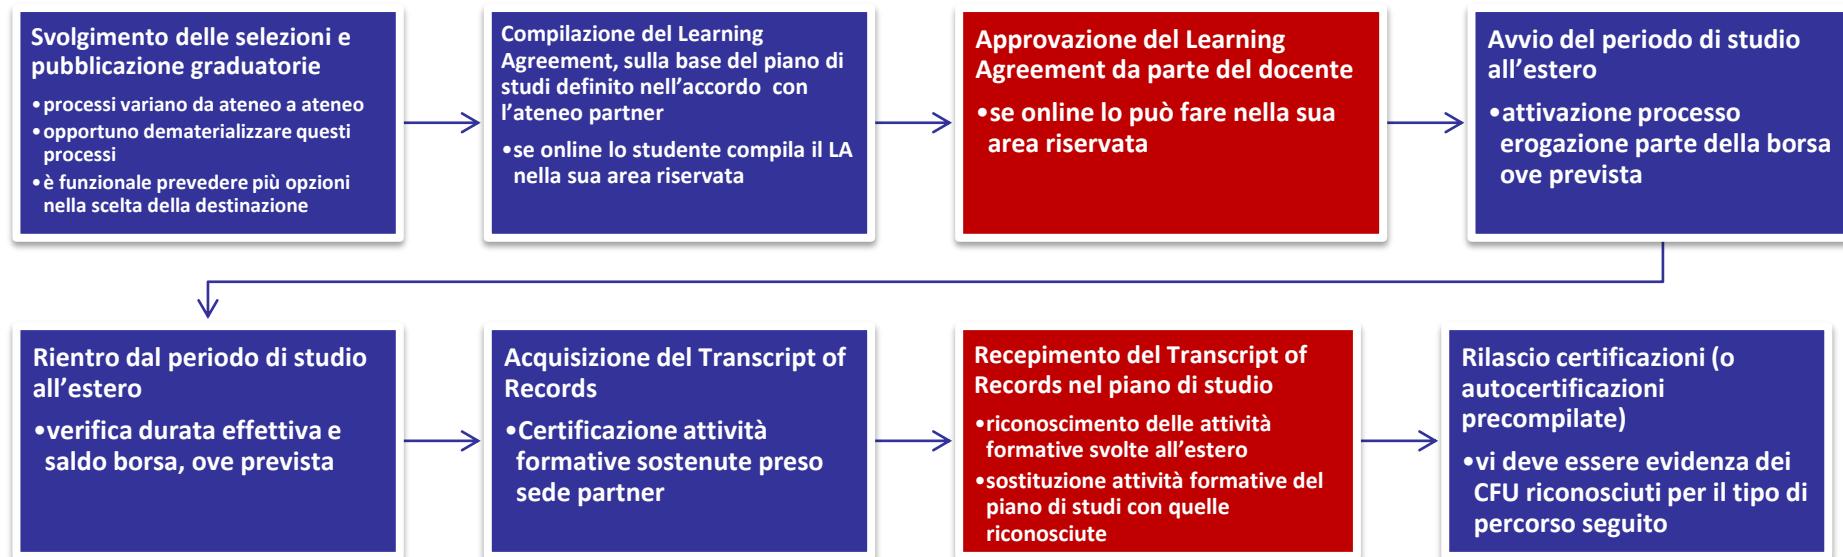 Svolgimento delle selezioni e
pubblicazione graduatorie
•processi variano da ateneo a ateneo
•opportuno dematerializzare questi
processi
•è funzionale prevedere più opzioni
nella scelta della destinazione
Compilazione del Learning
Agreement, sulla base del piano di
studi definito nell’accordo con
l’ateneo partner
•se online lo studente compila il LA
nella sua area riservata
Approvazione del Learning
Agreement da parte del docente
•se online lo può fare nella sua
area riservata
Avvio del periodo di studio
all’estero
•attivazione processo
erogazione parte della borsa
ove prevista
Rientro dal periodo di studio
all’estero
•verifica durata effettiva e
saldo borsa, ove prevista
Acquisizione del Transcript of
Records
•Certificazione attività
formative sostenute preso
sede partner
Recepimento del Transcript of
Records nel piano di studio
•riconoscimento delle attività
formative svolte all’estero
•sostituzione attività formative del
piano di studi con quelle
riconosciute
Rilascio certificazioni (o
autocertificazioni
precompilate)
•vi deve essere evidenza dei
CFU riconosciuti per il tipo di
percorso seguito